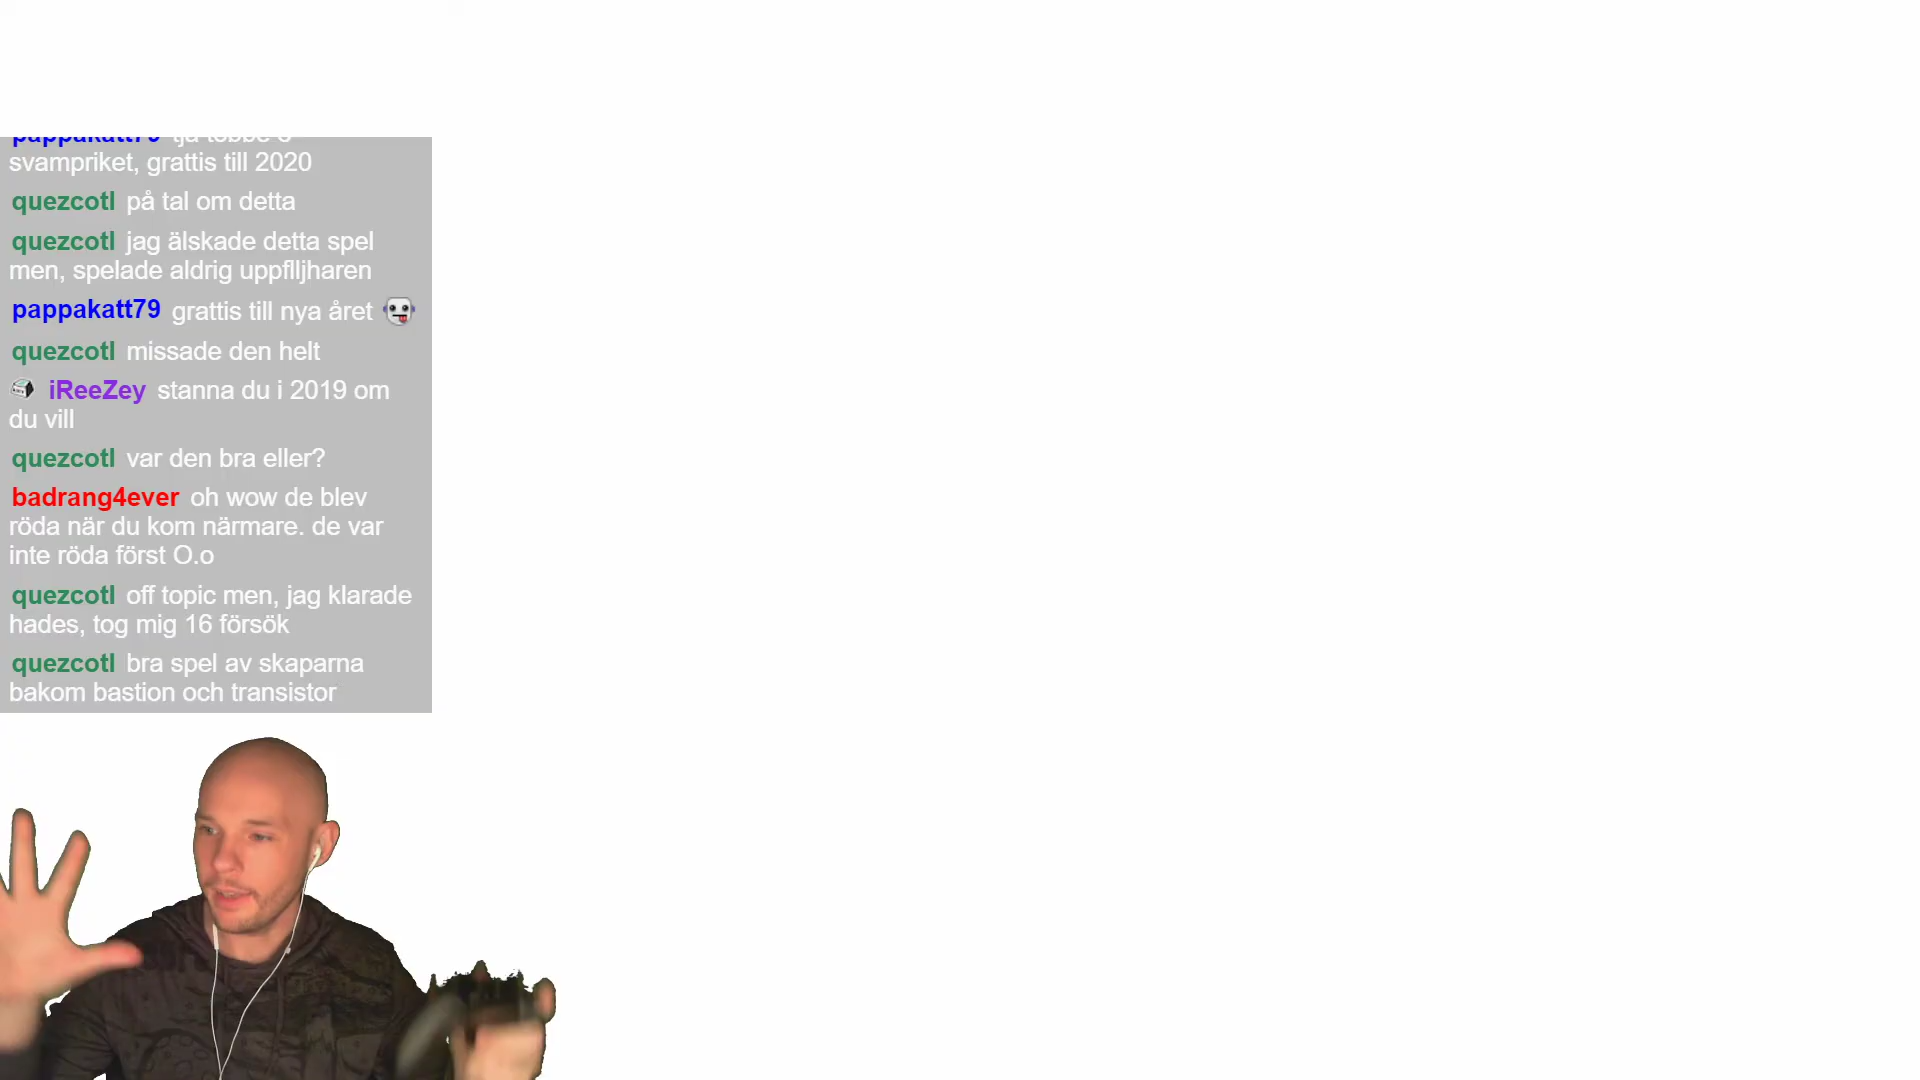 svampriket, grattis till 2020
quezcotl på tal om detta
quezcotl jag älskade detta spel
men, spelade aldrig uppflljharen
pappakatt79 grattis till nya året
quezcotl missade den helt
iReeZey stanna du i 2019 om
du vill
quezcotl var den bra eller?
badrang4ever oh wow de blev
röda när du kom närmare. de var
inte röda först O.o
quezcotl off topic men, jag klarade
hades, tog mig 16 försök
quezcotl bra spel av skaparna
bakom bastion och transistor